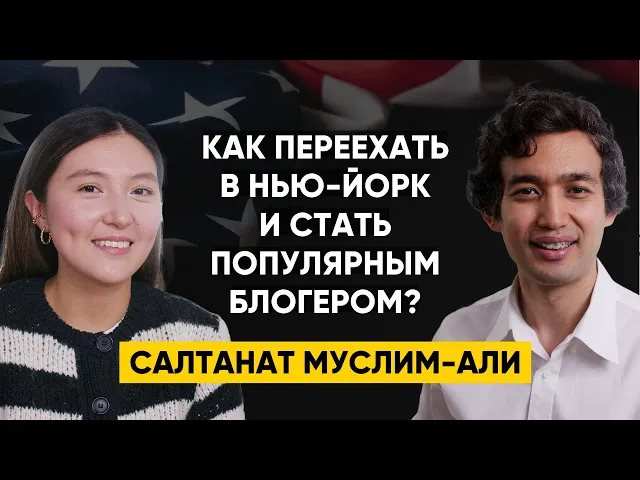 КАК ПЕРЕЕХАТЬ
В НЬЮ-ЙОРК
И СТАТЬ
ПОПУЛЯРНЫМ
БЛОГЕРОМ?
САЛТАНАТ МУСЛИМ-АЛИ